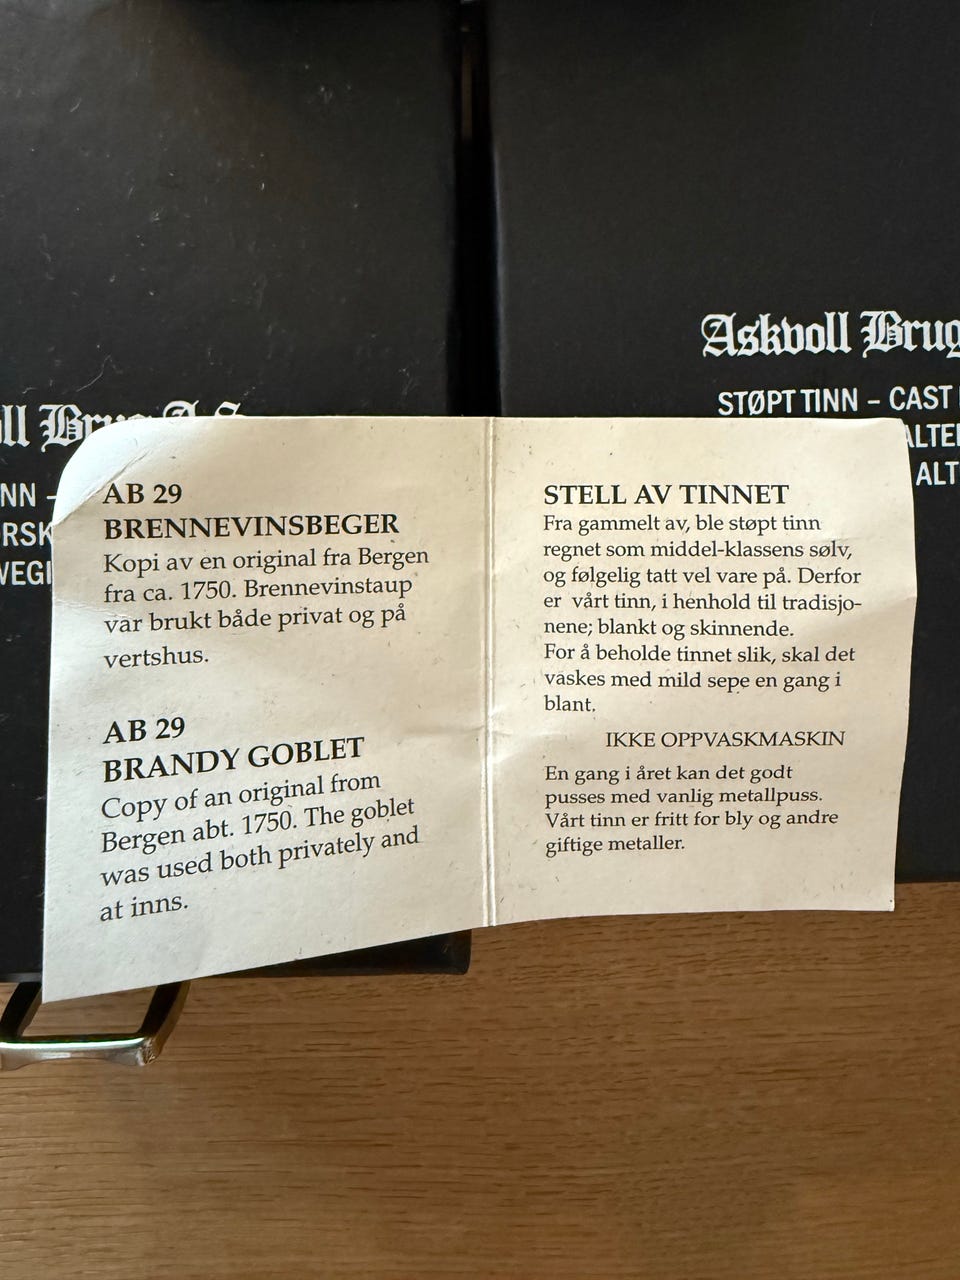 Askvoll Brug
STØPT TINN – CAST
ll Brug A.S
NN –
AB 29
BRENNEVINSBEGER
Kopi av en original fra Bergen
fra ca. 1750. Brennevinstaup
var brukt både privat og på
vertshus.
AB 29
BRANDY GOBLET
Copy of an original from
Bergen abt. 1750. The goblet
was used both privately and
at inns.
STELL AV TINNET
Fra gammelt av, ble støpt tinn
regnet som middel-klassens sølv,
og følgelig tatt vel vare på. Derfor
er vårt tinn, i henhold til tradisjo-
nene; blankt og skinnende.
For å beholde tinnet slik, skal det
vaskes med mild sepe en gang i
blant.
IKKE OPPVASKMASKIN
En gang i året kan det godt
pusses med vanlig metallpuss.
Vårt tinn er fritt for bly og andre
giftige metaller.